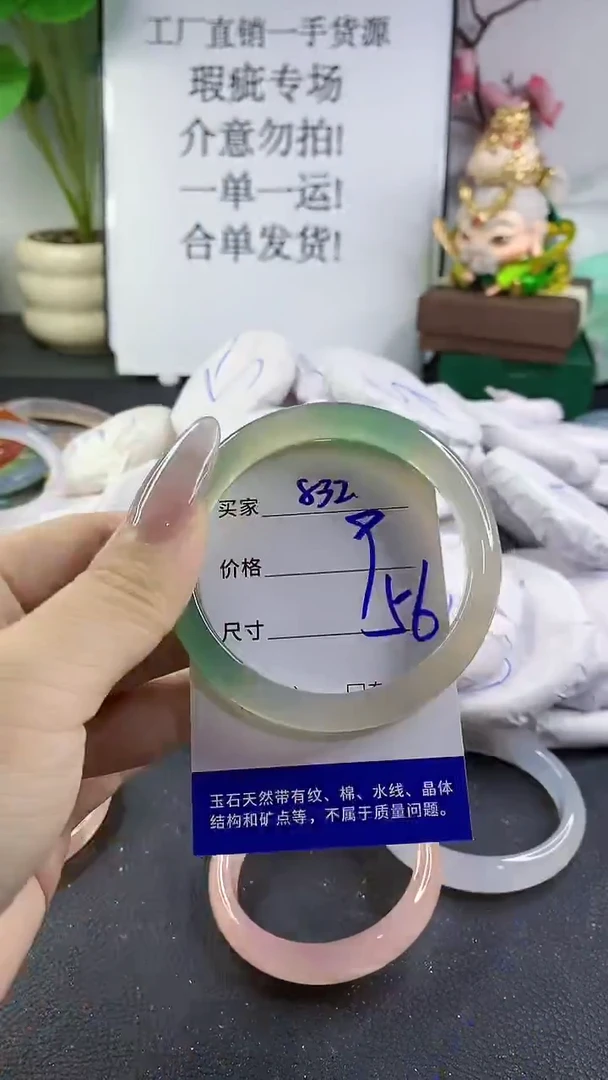 工厂直销一手货源
瑕疵专场
介意勿拍!
一单一运!
合单发货!
买家 832
价格
尺寸 56
玉石天然带有纹、棉、水线、晶体
结构和矿点等，不属于质量问题。